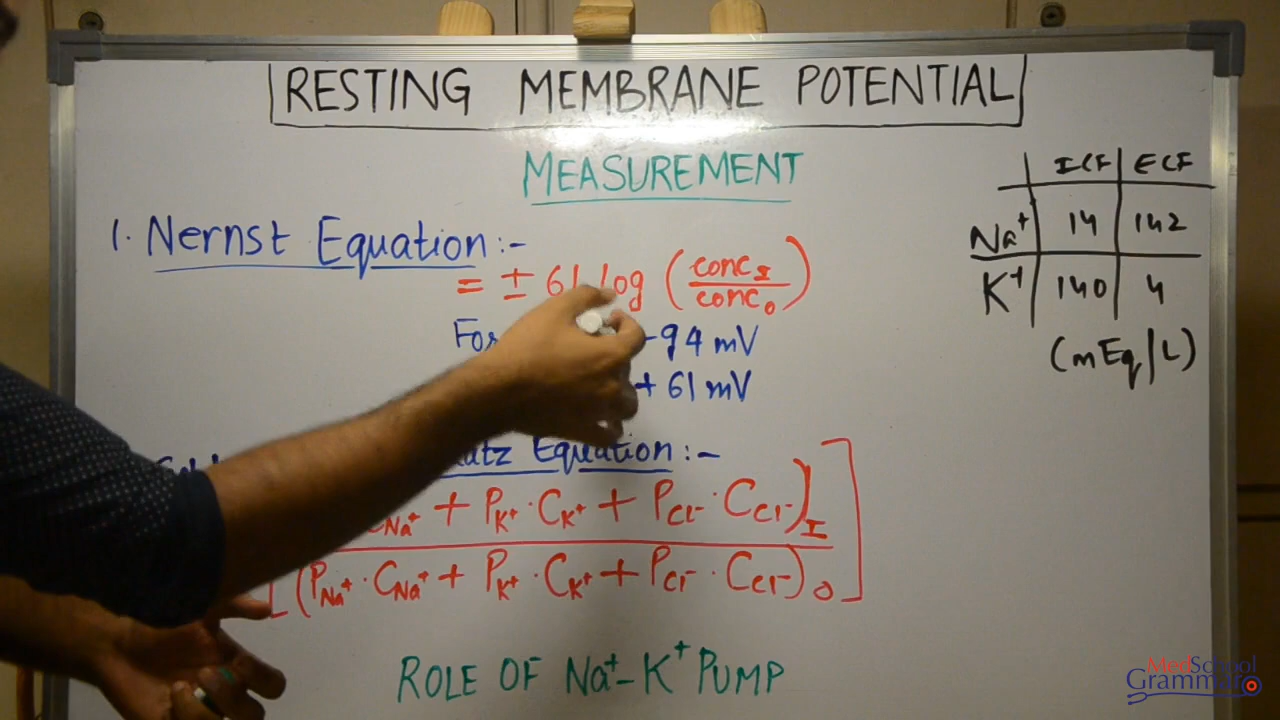 RESTING MEMBRANE POTENTIAL
MEASUREMENT
1. Nernst Equation :-
= ± 61 log (conc_I / conc_o)
For -94 mV
+ 61 mV
Equation :-
C_Na⁺ + P_K⁺ · C_K⁺ + P_Cl⁻ · C_Cl⁻)_I ]
[(P_Na⁺ · C_Na⁺ + P_K⁺ · C_K⁺ + P_Cl⁻ · C_Cl⁻)_O ]
ROLE OF Na⁺–K⁺ PUMP
ICF ECF
Na⁺ 14 142
K⁺ 140 4
(mEq/L)
MedSchool
Grammar